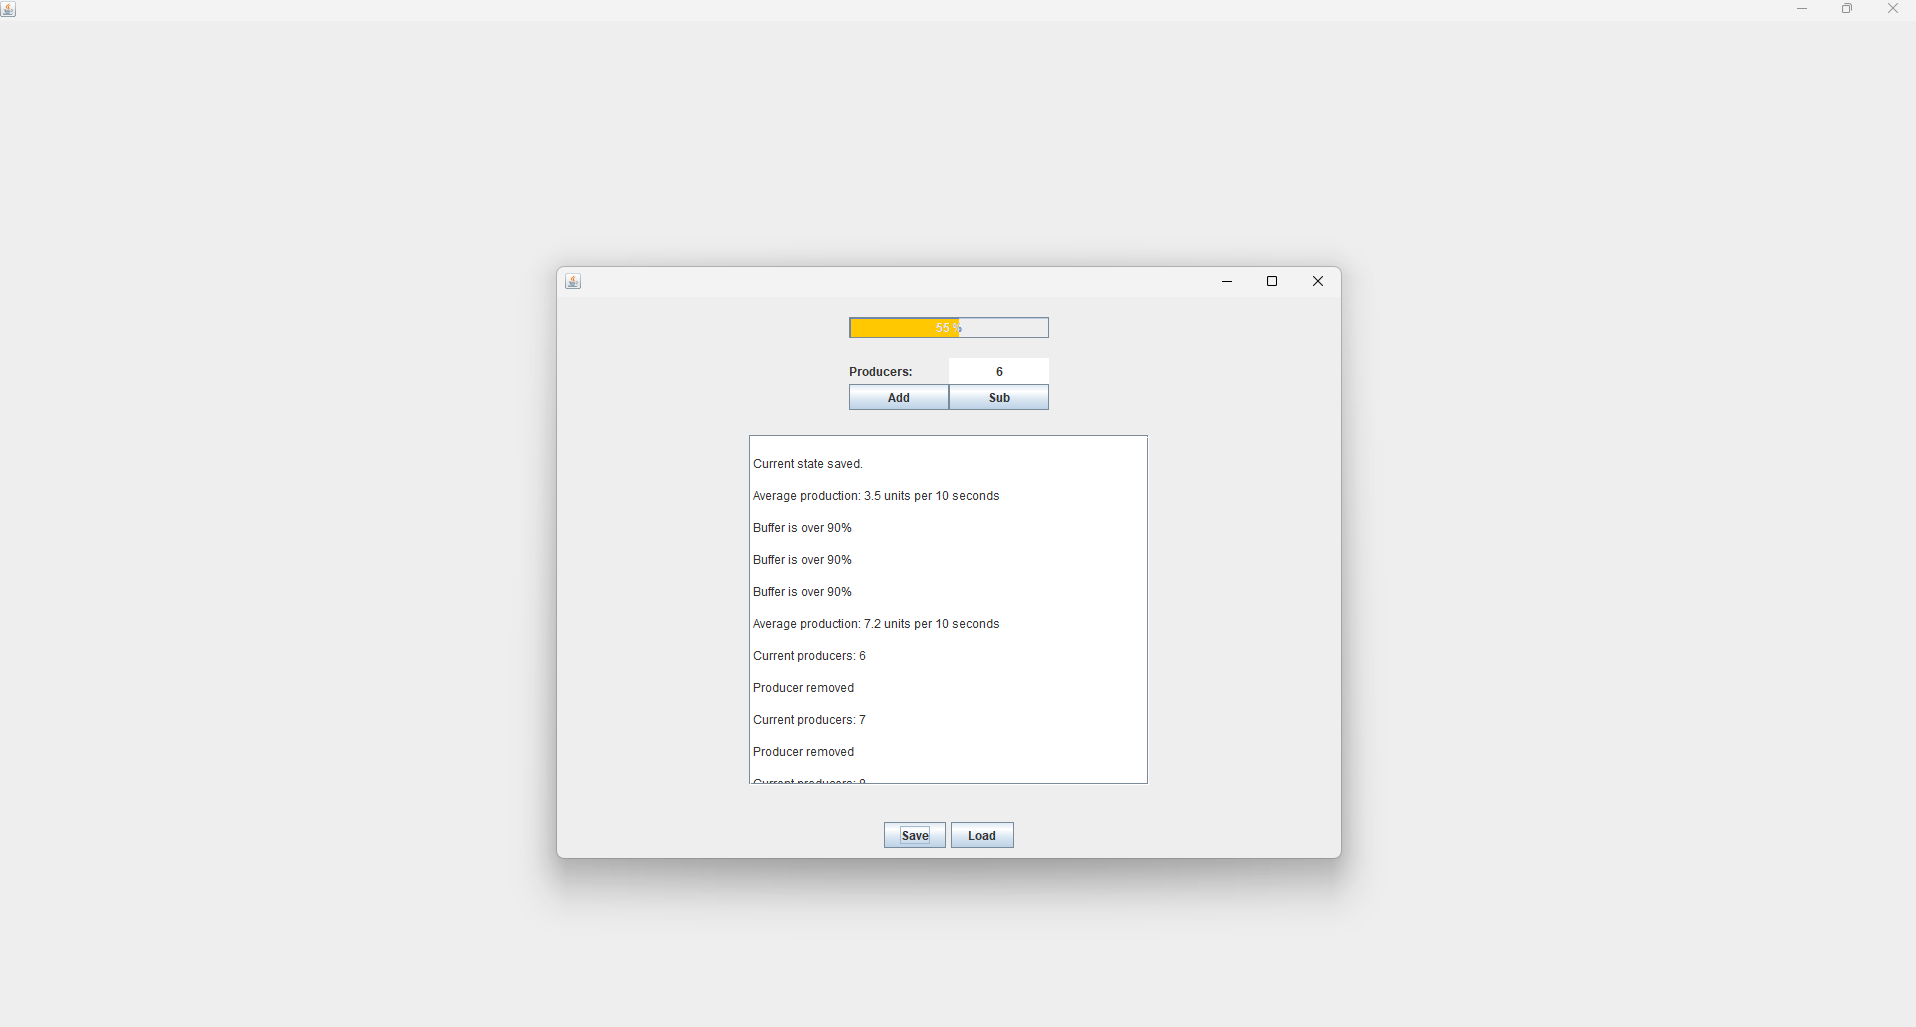 55 %
Producers: 6
Add Sub
Current state saved.
Average production: 3.5 units per 10 seconds
Buffer is over 90%
Buffer is over 90%
Buffer is over 90%
Average production: 7.2 units per 10 seconds
Current producers: 6
Producer removed
Current producers: 7
Producer removed
Current producers:
Save Load